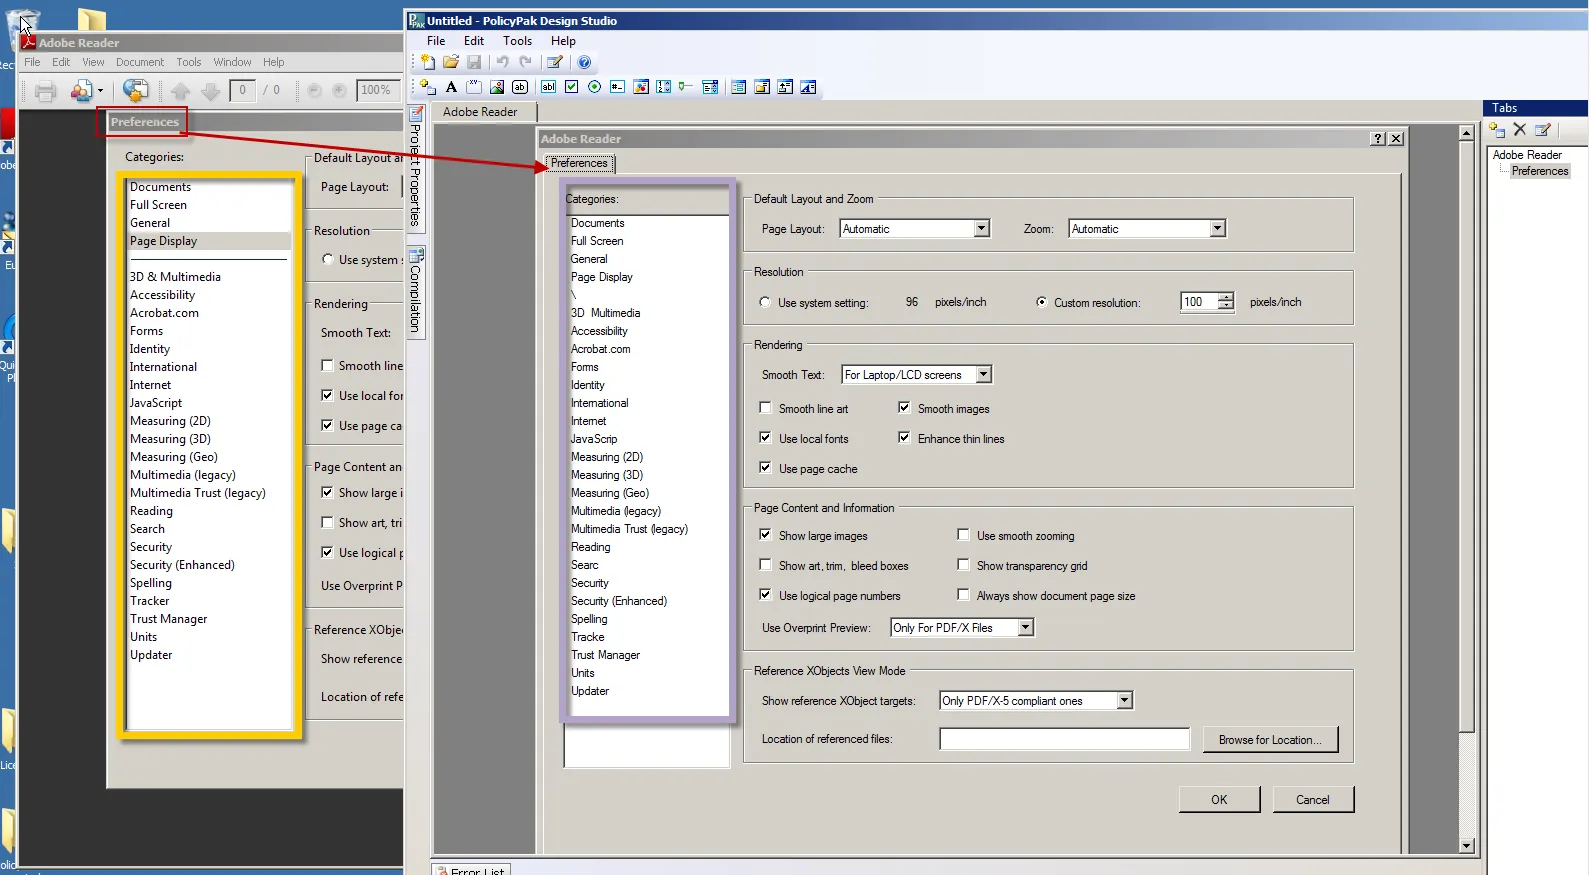 Untitled - PolicyPak Design Studio
File Edit Tools Help
Adobe Reader
File Edit View Document Tools Window Help
0 / 0 100%
Preferences
Categories:
Documents
Full Screen
General
Page Display
3D & Multimedia
Accessibility
Acrobat.com
Forms
Identity
International
Internet
JavaScript
Measuring (2D)
Measuring (3D)
Measuring (Geo)
Multimedia (legacy)
Multimedia Trust (legacy)
Reading
Search
Security
Security (Enhanced)
Spelling
Tracker
Trust Manager
Units
Updater
Default Layout ar
Page Layout:
Resolution
Use system s
Rendering
Smooth Text:
Smooth line
Use local for
Use page ca
Page Content an
Show large i
Show art, tri
Use logical p
Use Overprint P
Reference XObjec
Show reference
Location of refe
Project Properties
Compilation
Adobe Reader
Adobe Reader
Preferences
Categories:
Documents
Full Screen
General
Page Display
\
3D Multimedia
Accessibility
Acrobat.com
Forms
Identity
International
Internet
JavaScrip
Measuring (2D)
Measuring (3D)
Measuring (Geo)
Multimedia (legacy)
Multimedia Trust (legacy)
Reading
Searc
Security
Security (Enhanced)
Spelling
Tracke
Trust Manager
Units
Updater
Default Layout and Zoom
Page Layout: Automatic Zoom: Automatic
Resolution
Use system setting: 96 pixels/inch Custom resolution: 100 pixels/inch
Rendering
Smooth Text: For Laptop/LCD screens
Smooth line art Smooth images
Use local fonts Enhance thin lines
Use page cache
Page Content and Information
Show large images Use smooth zooming
Show art, trim, bleed boxes Show transparency grid
Use logical page numbers Always show document page size
Use Overprint Preview: Only For PDF/X Files
Reference XObjects View Mode
Show reference XObject targets: Only PDF/X-5 compliant ones
Location of referenced files: Browse for Location...
OK Cancel
Tabs
Adobe Reader
Preferences
Error List